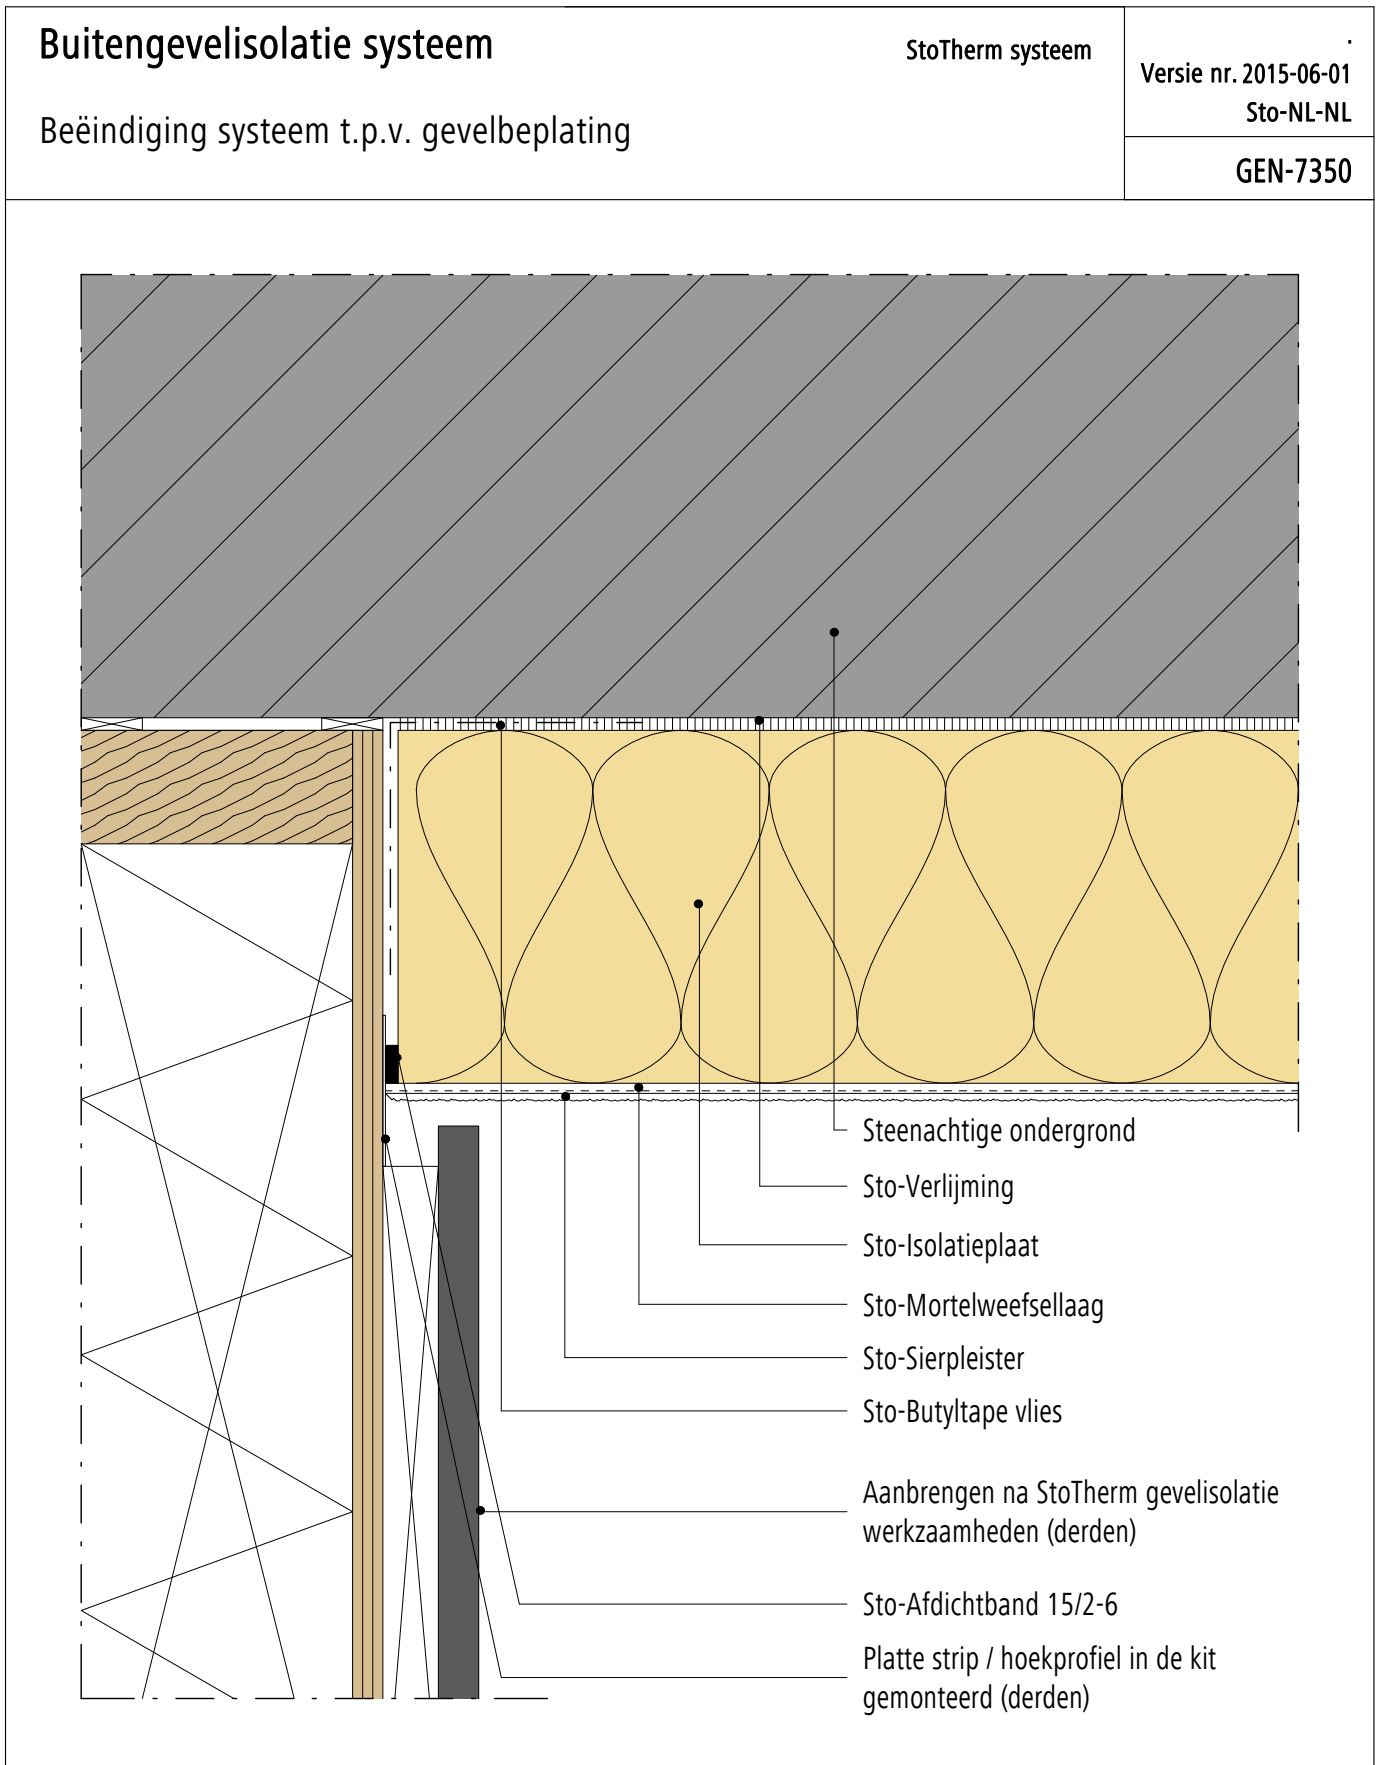 Buitengevelisolatie systeem
StoTherm systeem
.
Versie nr. 2015-06-01
Sto-NL-NL
Beëindiging systeem t.p.v. gevelbeplating
GEN-7350
Steenachtige ondergrond
Sto-Verlijming
Sto-Isolatieplaat
Sto-Mortelweefsellaag
Sto-Sierpleister
Sto-Butyltape vlies
Aanbrengen na StoTherm gevelisolatie
werkzaamheden (derden)
Sto-Afdichtband 15/2-6
Platte strip / hoekprofiel in de kit
gemonteerd (derden)